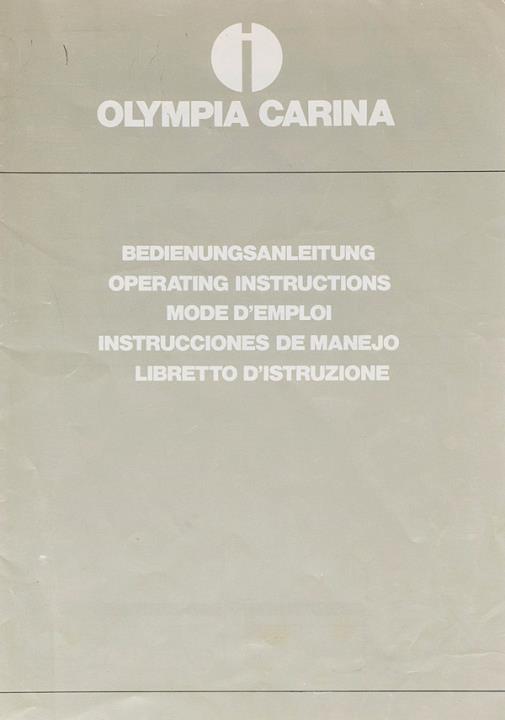 OLYMPIA CARINA
BEDIENUNGSANLEITUNG
OPERATING INSTRUCTIONS
MODE D'EMPLOI
INSTRUCCIONES DE MANEJO
LIBRETTO D'ISTRUZIONE